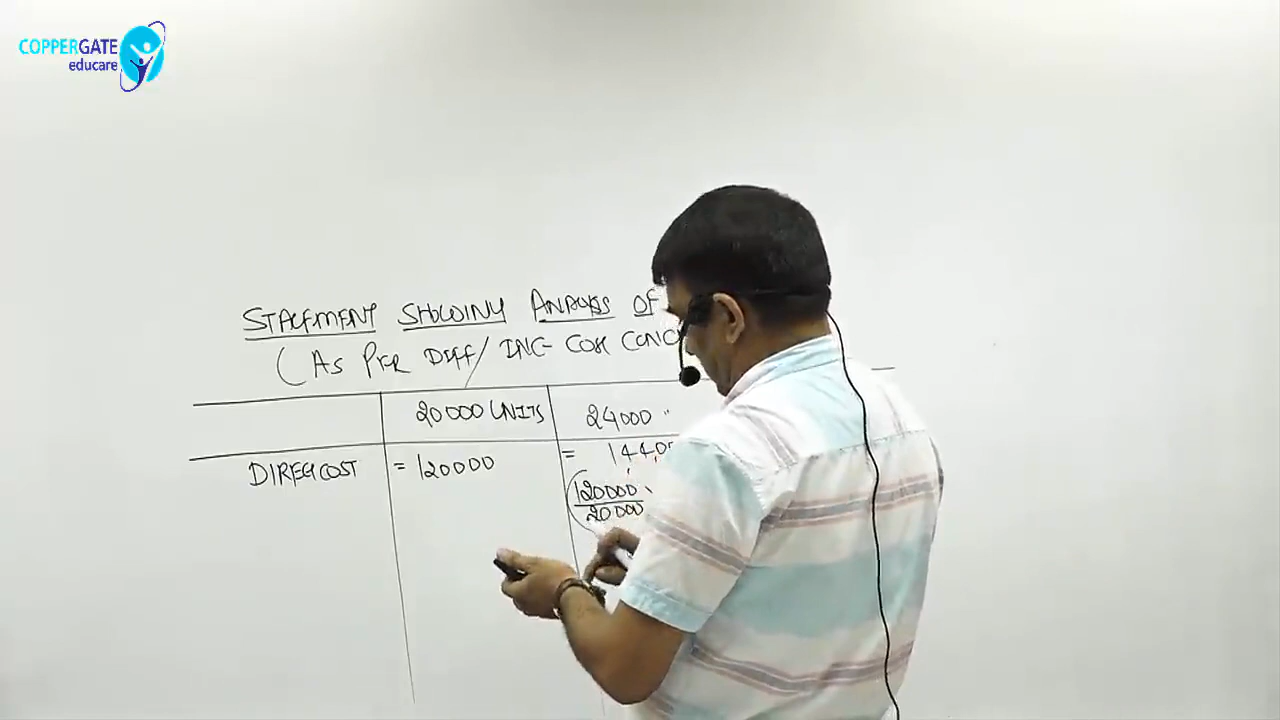 COPPERGATE
educare
STATEMENT SHOWING ANALYSIS OF
(AS PER DIFF/ INC- COST CONC
20000 UNITS 24000 "
DIRECT COST = 120000 = 1440
120000
20000